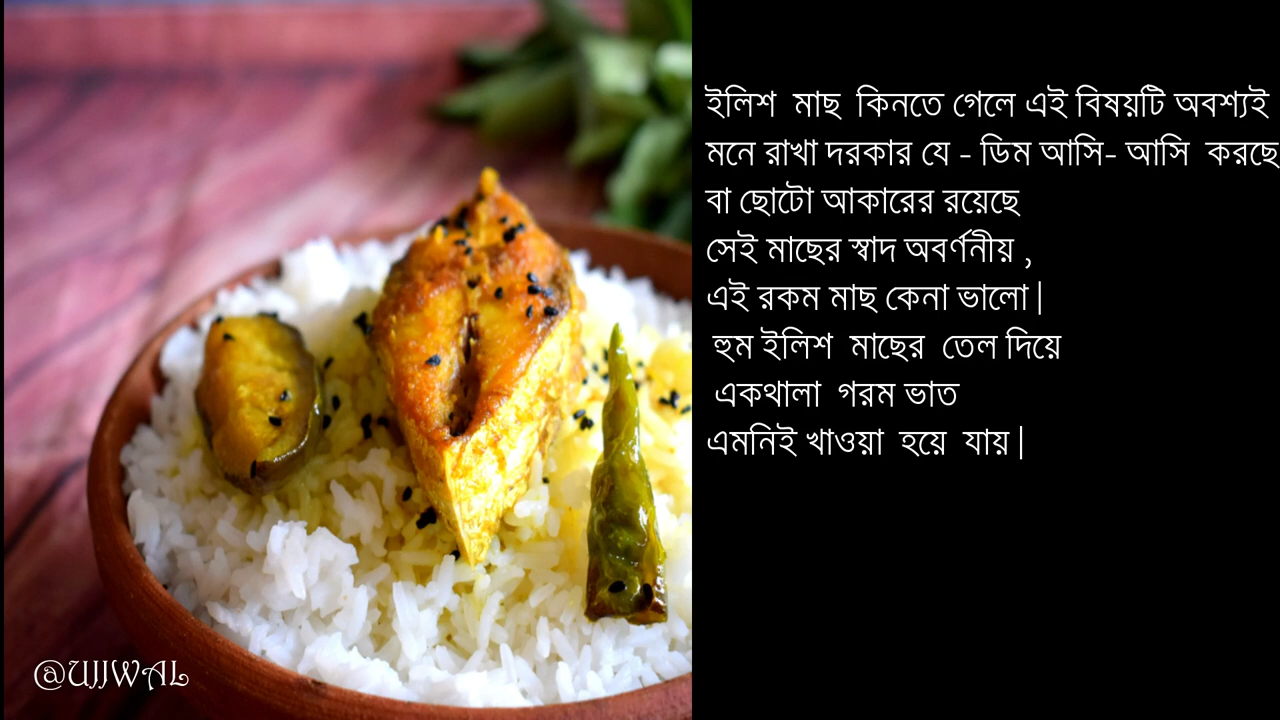 ইলিশ মাছ কিনতে গেলে এই বিষয়টি অবশ্যই
মনে রাখা দরকার যে - ডিম আসি- আসি করছে
বা ছোটো আকারের রয়েছে
সেই মাছের স্বাদ অবর্ণনীয় ,
এই রকম মাছ কেনা ভালো|
হুম ইলিশ মাছের তেল দিয়ে
একথালা গরম ভাত
এমনিই খাওয়া হয়ে যায়|
@UJJWAL